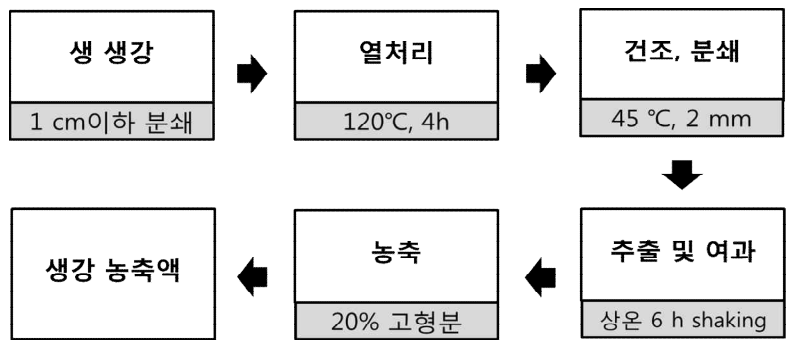 생 생강
1 cm이하 분쇄
열처리
120℃, 4h
건조, 분쇄
45 ℃, 2 mm
추출 및 여과
상온 6 h shaking
농축
20% 고형분
생강 농축액